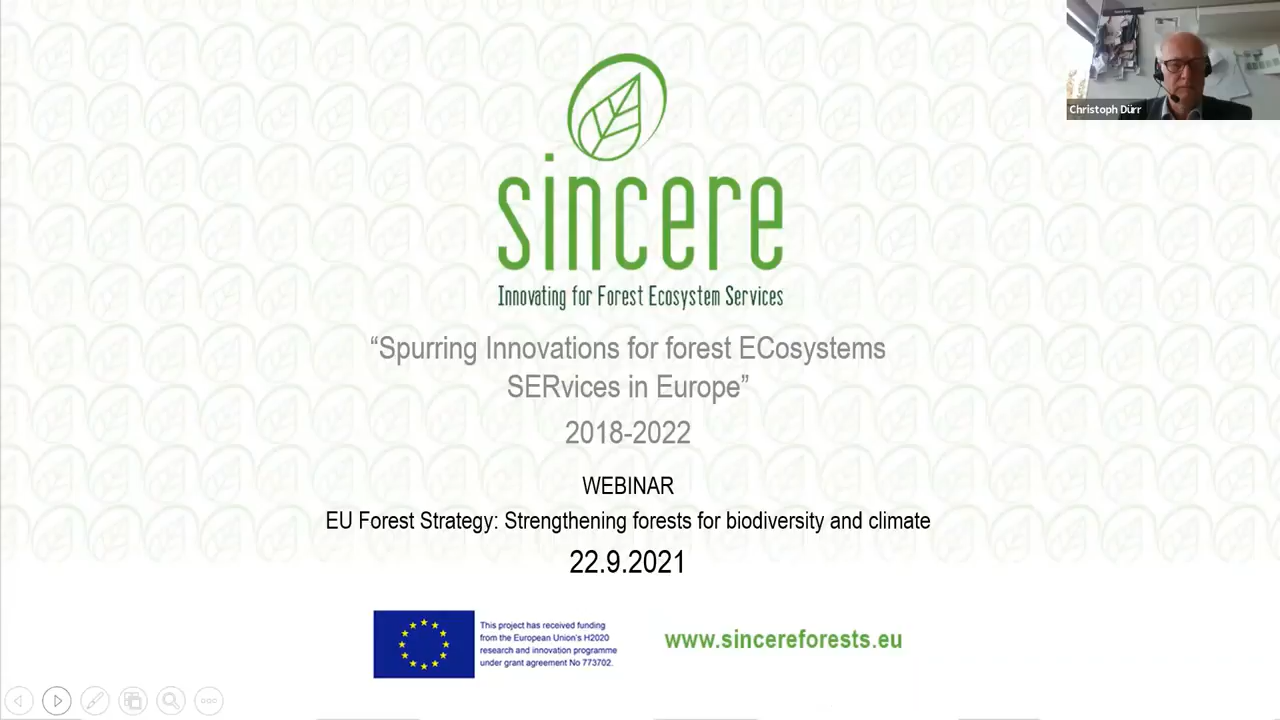 Christoph Dürr
sincere
Innovating for Forest Ecosystem Services
“Spurring Innovations for forest ECosystems
SERvices in Europe”
2018-2022
WEBINAR
EU Forest Strategy: Strengthening forests for biodiversity and climate
22.9.2021
This project has received funding
from the European Union's H2020
research and innovation programme
under grant agreement No 773702.
www.sincereforests.eu